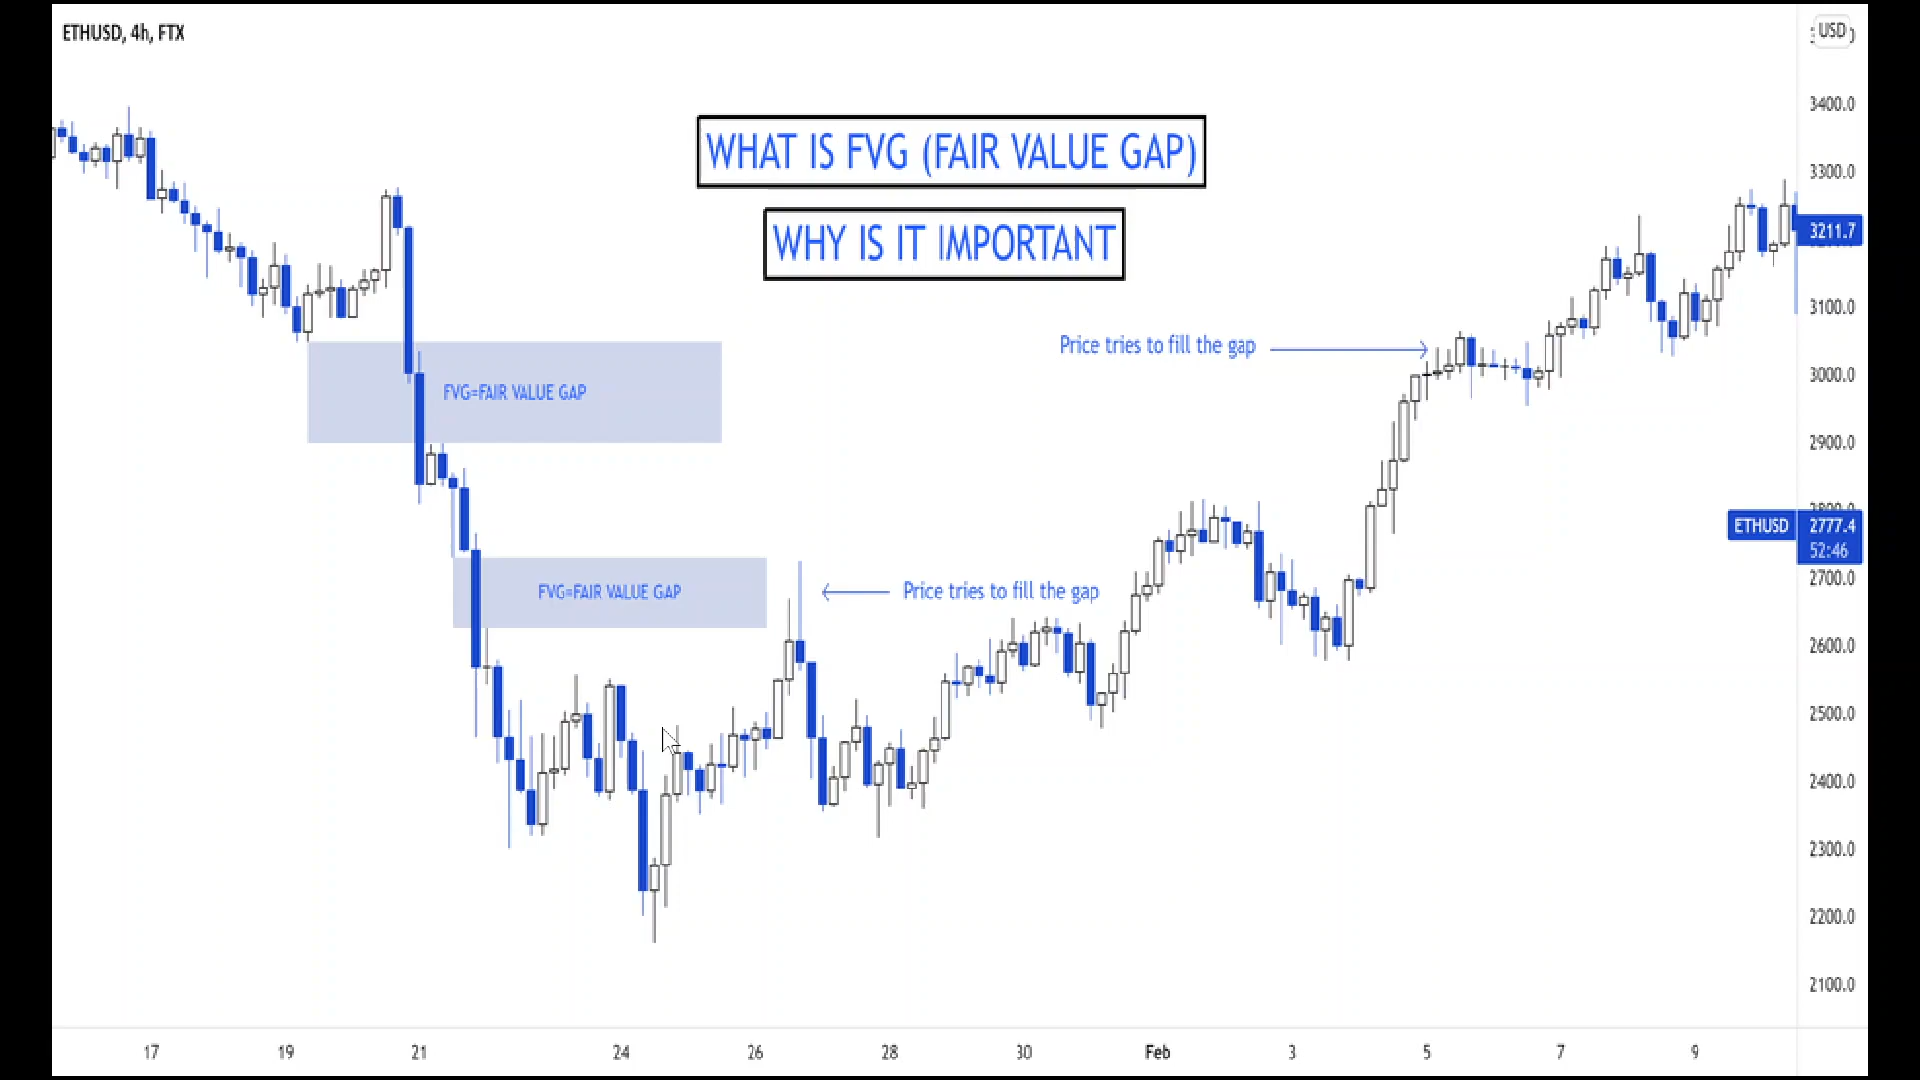 ETHUSD, 4h, FTX
USD
WHAT IS FVG (FAIR VALUE GAP)
WHY IS IT IMPORTANT
3400.0
3300.0
3211.7
3100.0
Price tries to fill the gap
3000.0
FVG=FAIR VALUE GAP
2900.0
ETHUSD 2777.4
52:46
2700.0
FVG=FAIR VALUE GAP
Price tries to fill the gap
2600.0
2500.0
2400.0
2300.0
2200.0
2100.0
17 19 21 24 26 28 30 Feb 3 5 7 9